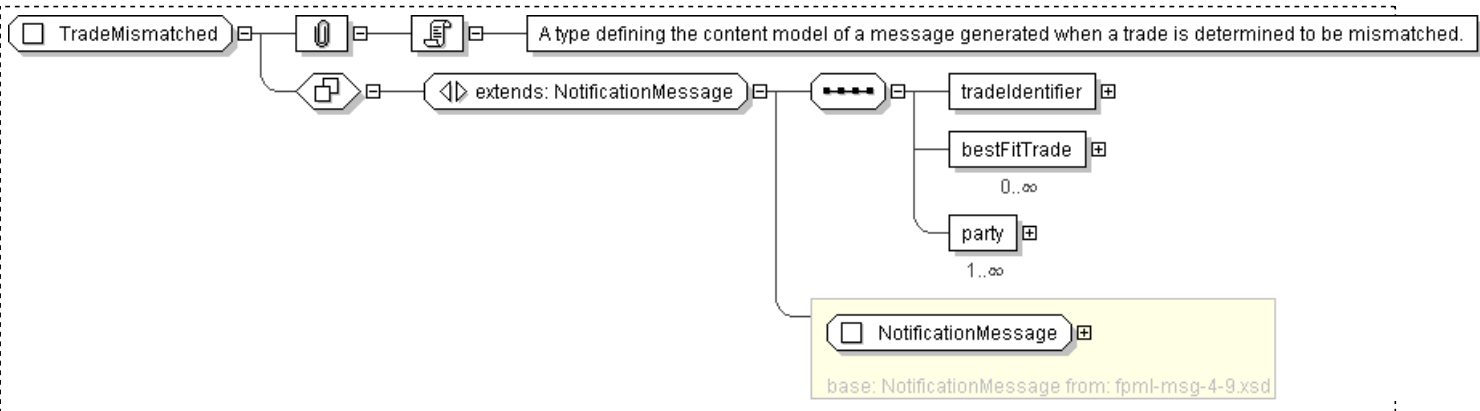 TradeMismatched
A type defining the content model of a message generated when a trade is determined to be mismatched.
extends: NotificationMessage
tradeIdentifier
bestFitTrade
0..∞
party
1..∞
NotificationMessage
base: NotificationMessage from: fpml-msg-4-9.xsd